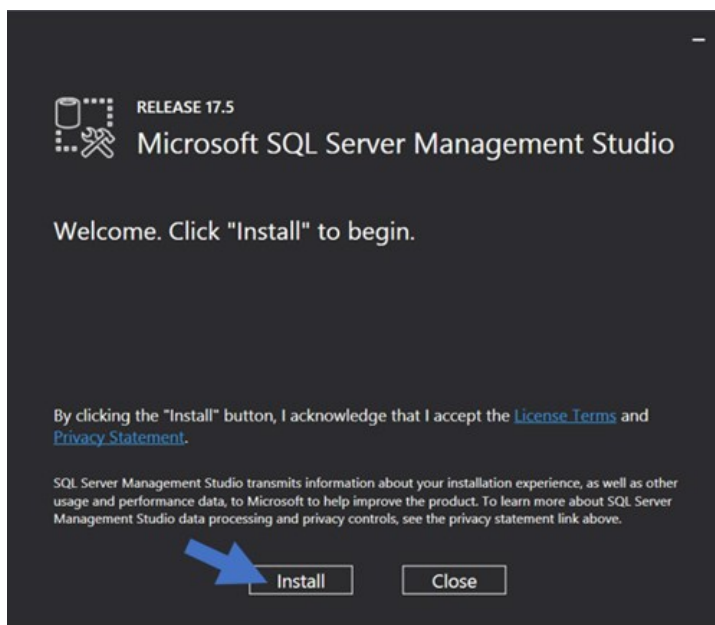 RELEASE 17.5
Microsoft SQL Server Management Studio
Welcome. Click "Install" to begin.
By clicking the "Install" button, I acknowledge that I accept the License Terms and
Privacy Statement.
SQL Server Management Studio transmits information about your installation experience, as well as other
usage and performance data, to Microsoft to help improve the product. To learn more about SQL Server
Management Studio data processing and privacy controls, see the privacy statement link above.
Install
Close